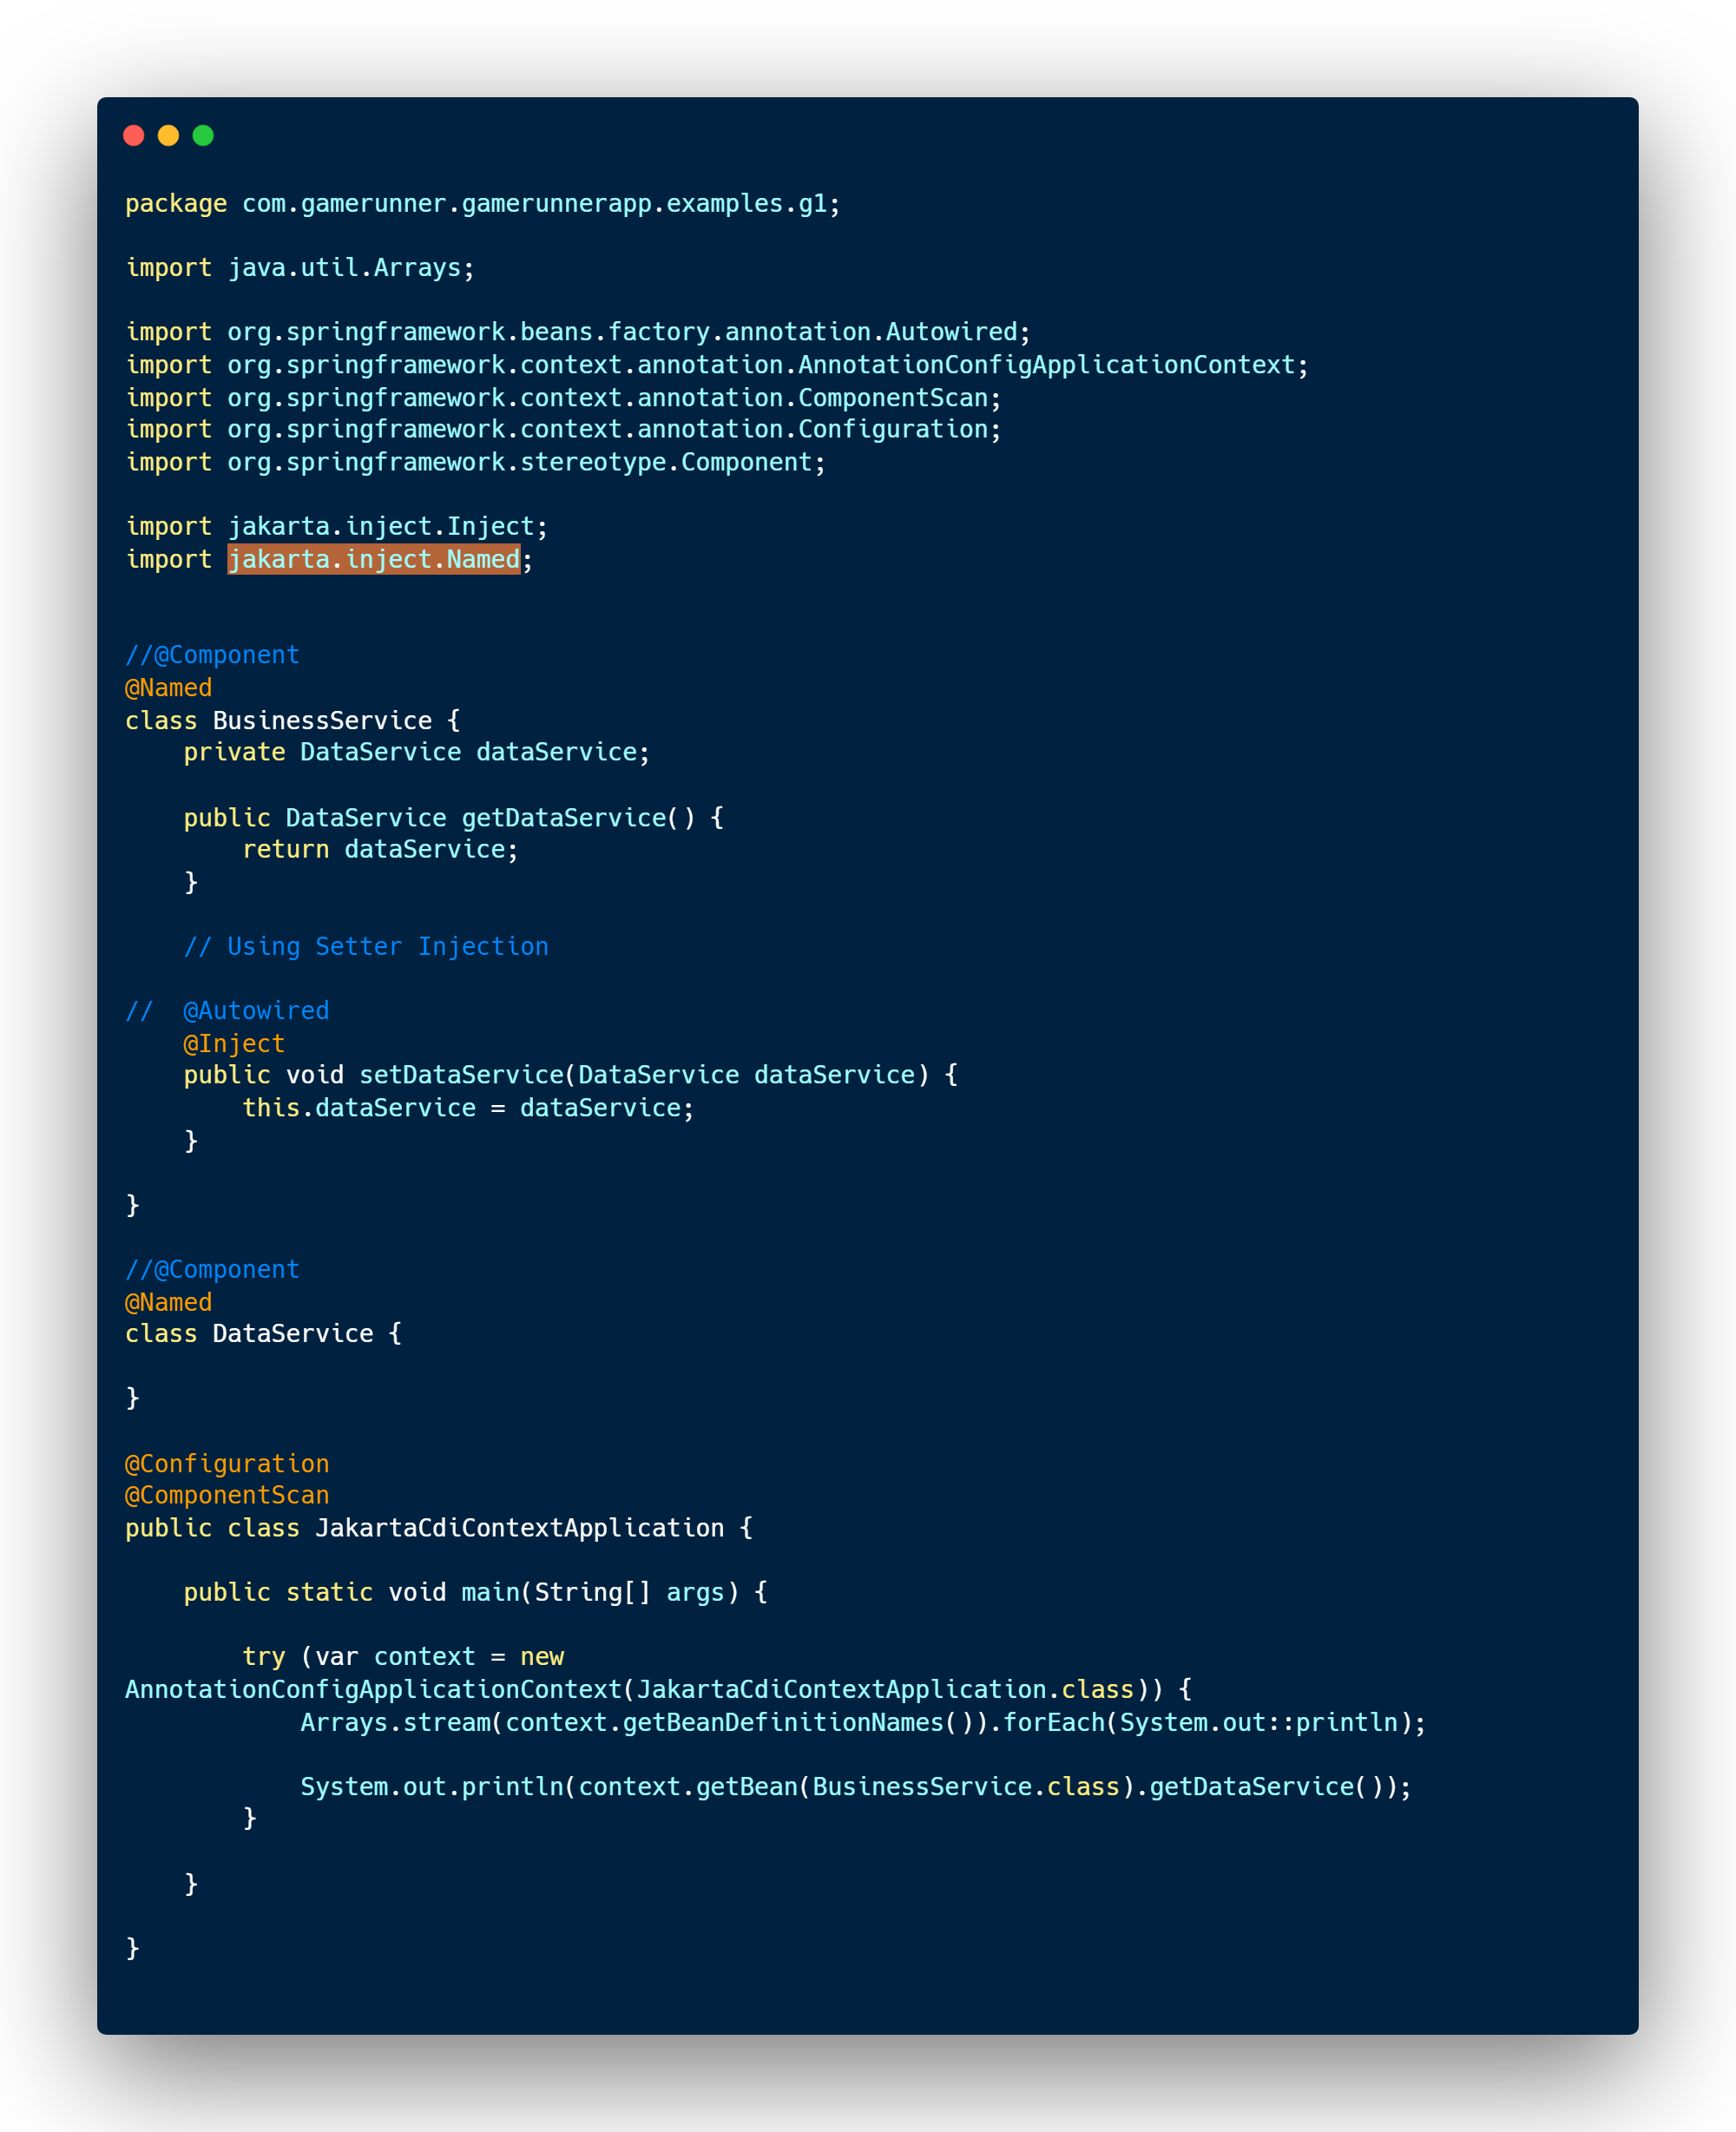 package com.gamerunner.gamerunnerapp.examples.g1;
import java.util.Arrays;
import org.springframework.beans.factory.annotation.Autowired;
import org.springframework.context.annotation.AnnotationConfigApplicationContext;
import org.springframework.context.annotation.ComponentScan;
import org.springframework.context.annotation.Configuration;
import org.springframework.stereotype.Component;
import jakarta.inject.Inject;
import jakarta.inject.Named;
//@Component
@Named
class BusinessService {
    private DataService dataService;
    public DataService getDataService() {
        return dataService;
    }
    // Using Setter Injection
//  @Autowired
    @Inject
    public void setDataService(DataService dataService) {
        this.dataService = dataService;
    }
}
//@Component
@Named
class DataService {
}
@Configuration
@ComponentScan
public class JakartaCdiContextApplication {
    public static void main(String[] args) {
        try (var context = new
AnnotationConfigApplicationContext(JakartaCdiContextApplication.class)) {
            Arrays.stream(context.getBeanDefinitionNames()).forEach(System.out::println);
            System.out.println(context.getBean(BusinessService.class).getDataService());
        }
    }
}